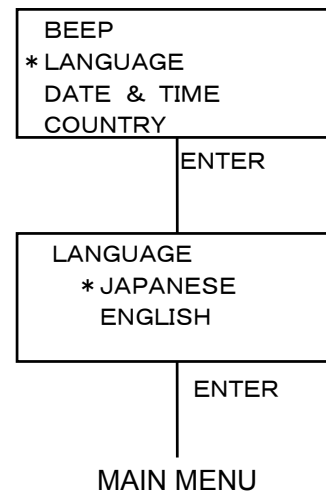 BEEP
* LANGUAGE
DATE & TIME
COUNTRY
ENTER
LANGUAGE
* JAPANESE
ENGLISH
ENTER
MAIN MENU